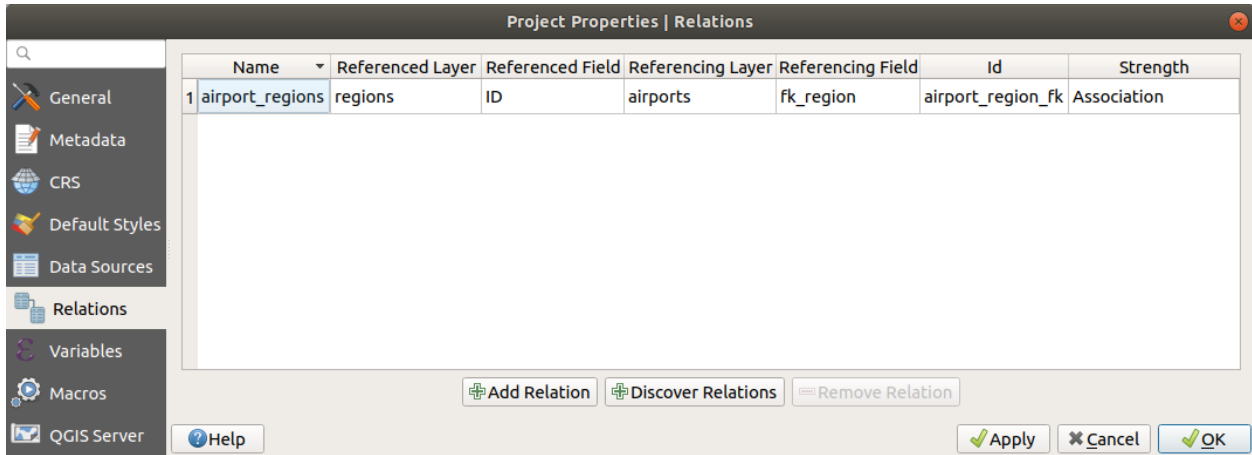 Project Properties | Relations
Name Referenced Layer Referenced Field Referencing Layer Referencing Field Id Strength
1 airport_regions regions ID airports fk_region airport_region_fk Association
General
Metadata
CRS
Default Styles
Data Sources
Relations
Variables
Macros
QGIS Server
Add Relation Discover Relations Remove Relation
Help Apply Cancel OK